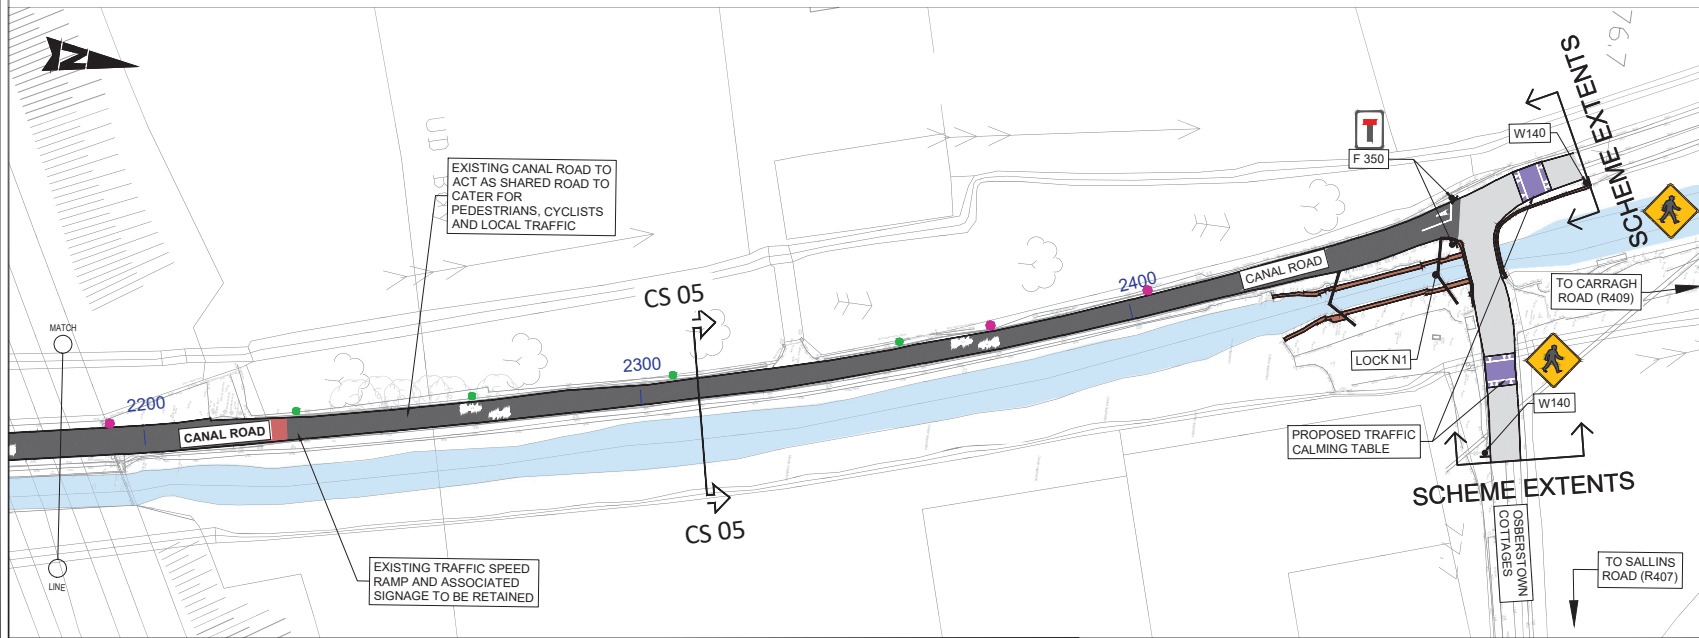 76.7
SCHEME EXTENTS
W140
F 350
EXISTING CANAL ROAD TO
ACT AS SHARED ROAD TO
CATER FOR
PEDESTRIANS, CYCLISTS
AND LOCAL TRAFFIC
CANAL ROAD
TO CARRAGH
ROAD (R409)
2400
CS 05
MATCH
2300
LOCK N1
2200
CANAL ROAD
W140
PROPOSED TRAFFIC
CALMING TABLE
SCHEME EXTENTS
CS 05
OSBERSTOWN
COTTAGES
EXISTING TRAFFIC SPEED
RAMP AND ASSOCIATED
SIGNAGE TO BE RETAINED
TO SALLINS
ROAD (R407)
LINE